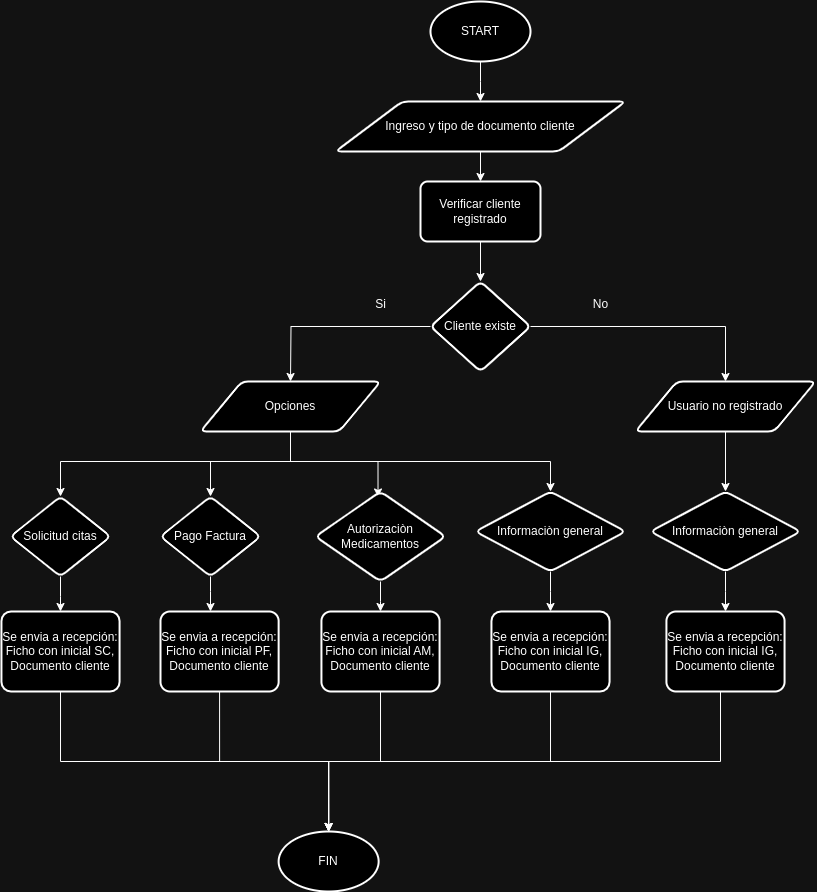 START
Ingreso y tipo de documento cliente
Verificar cliente
registrado
Si
No
Cliente existe
Opciones
Usuario no registrado
Solicitud citas
Pago Factura
Autorizaciòn
Medicamentos
Informaciòn general
Informaciòn general
Se envia a recepción:
Ficho con inicial SC,
Documento cliente
Se envia a recepción:
Ficho con inicial PF,
Documento cliente
Se envia a recepción:
Ficho con inicial AM,
Documento cliente
Se envia a recepción:
Ficho con inicial IG,
Documento cliente
Se envia a recepción:
Ficho con inicial IG,
Documento cliente
FIN